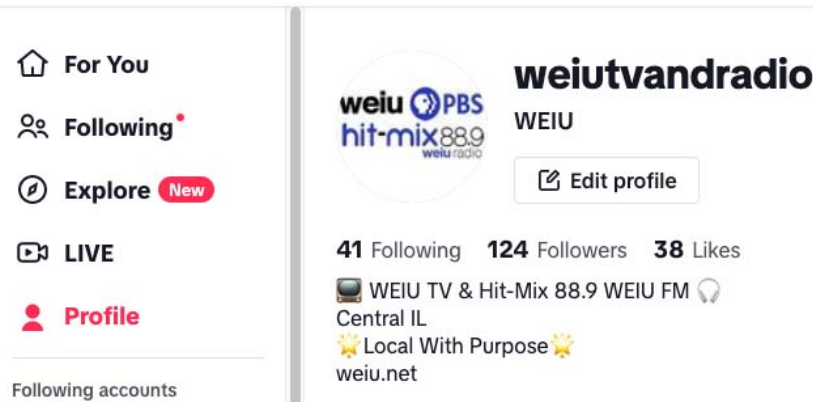 For You
Following
Explore New
LIVE
Profile
Following accounts
weiu PBS
hit-mix 88.9
weiu radio
weiutvandradio
WEIU
Edit profile
41 Following 124 Followers 38 Likes
📺 WEIU TV & Hit-Mix 88.9 WEIU FM 🎧
Central IL
🌟Local With Purpose🌟
weiu.net